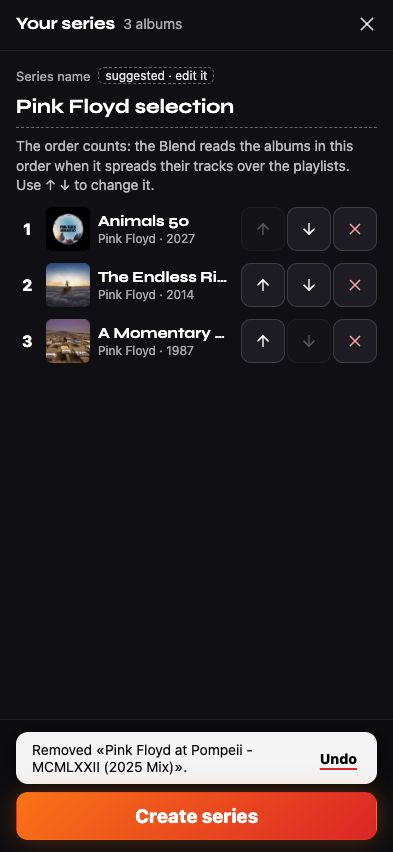 Your series 3 albums
Series name suggested · edit it
Pink Floyd selection
The order counts: the Blend reads the albums in this
order when it spreads their tracks over the playlists.
Use ↑ ↓ to change it.
1 Animals 50
Pink Floyd · 2027
2 The Endless Ri...
Pink Floyd · 2014
3 A Momentary ...
Pink Floyd · 1987
Removed «Pink Floyd at Pompeii -
MCMLXXII (2025 Mix)».
Undo
Create series